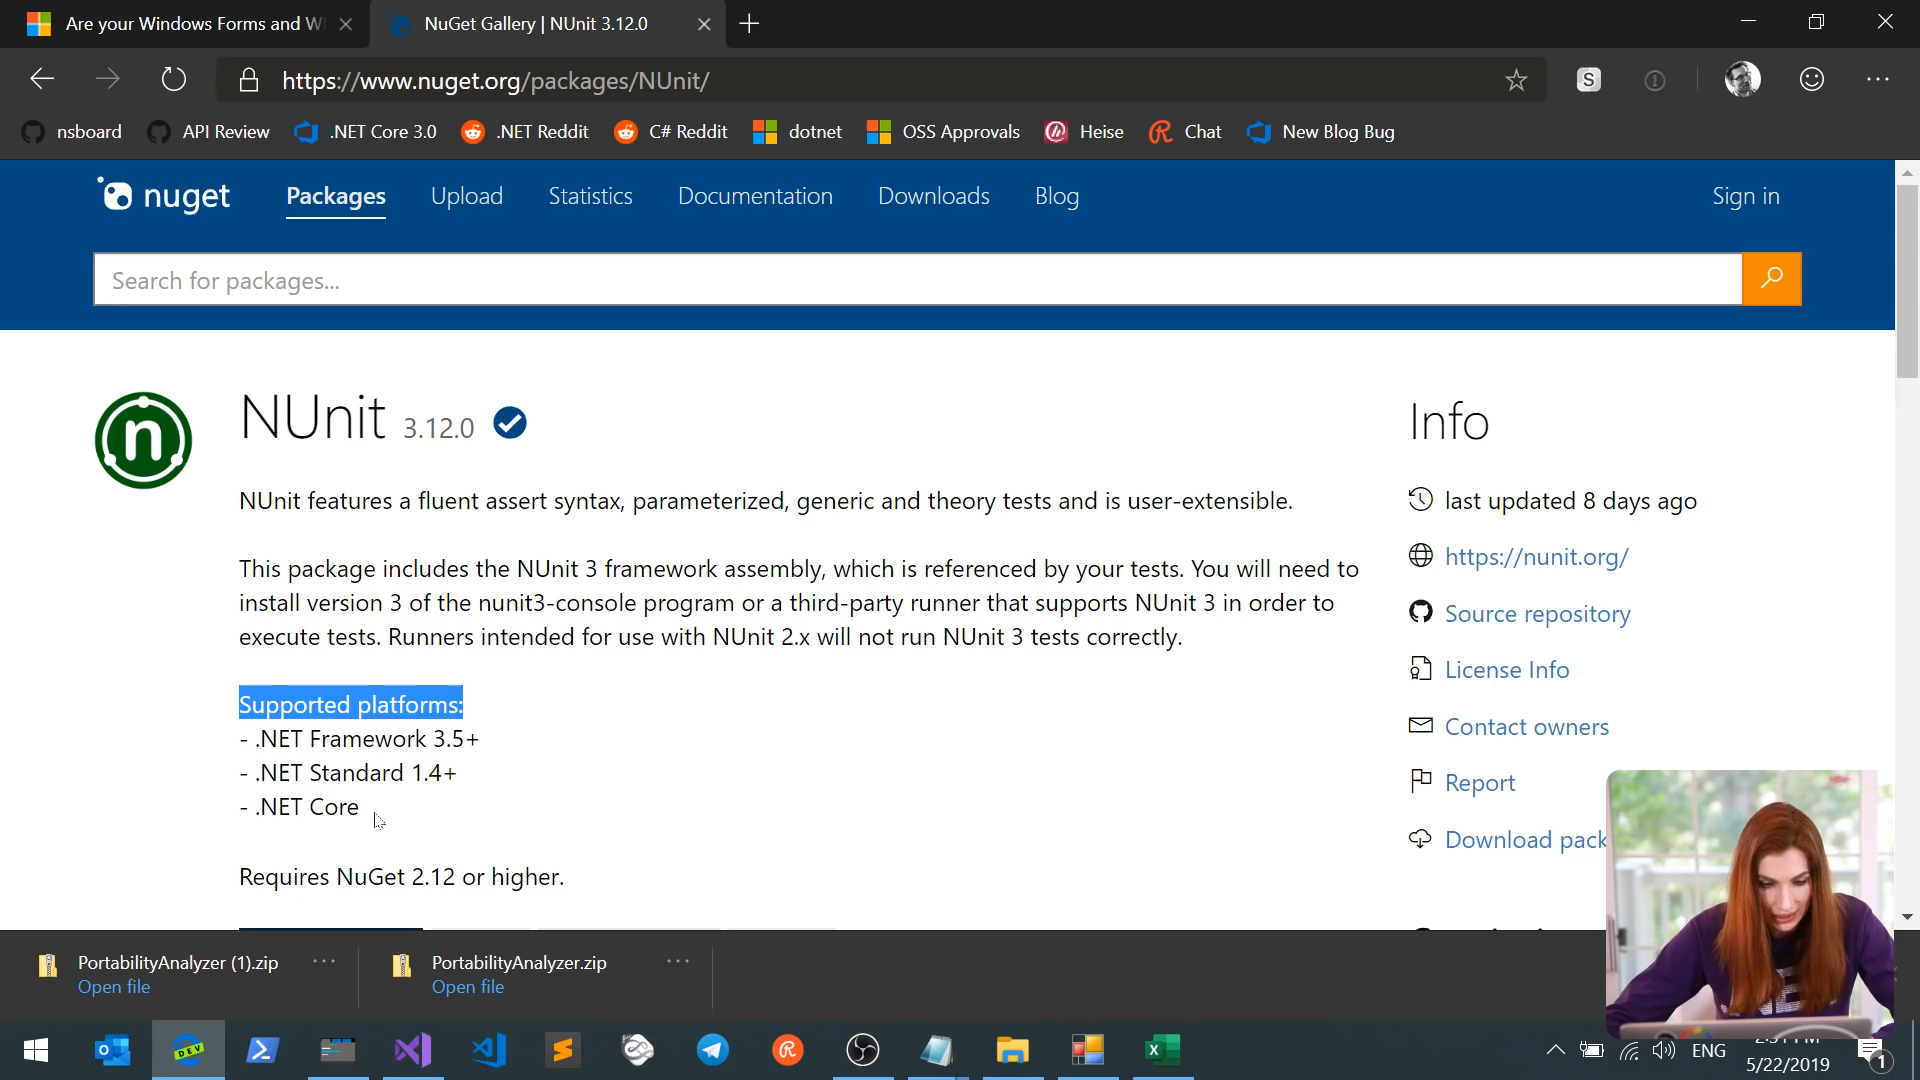 Are your Windows Forms and W
NuGet Gallery | NUnit 3.12.0
https://www.nuget.org/packages/NUnit/
S
nsboard
API Review
.NET Core 3.0
.NET Reddit
C# Reddit
dotnet
OSS Approvals
Heise
Chat
New Blog Bug
nuget
Packages
Upload
Statistics
Documentation
Downloads
Blog
Sign in
Search for packages...
n
NUnit 3.12.0
NUnit features a fluent assert syntax, parameterized, generic and theory tests and is user-extensible.
This package includes the NUnit 3 framework assembly, which is referenced by your tests. You will need to
install version 3 of the nunit3-console program or a third-party runner that supports NUnit 3 in order to
execute tests. Runners intended for use with NUnit 2.x will not run NUnit 3 tests correctly.
Supported platforms:
- .NET Framework 3.5+
- .NET Standard 1.4+
- .NET Core
Requires NuGet 2.12 or higher.
Info
last updated 8 days ago
https://nunit.org/
Source repository
License Info
Contact owners
Report
Download pack
PortabilityAnalyzer (1).zip
Open file
PortabilityAnalyzer.zip
Open file
DEV
ENG
5/22/2019
1